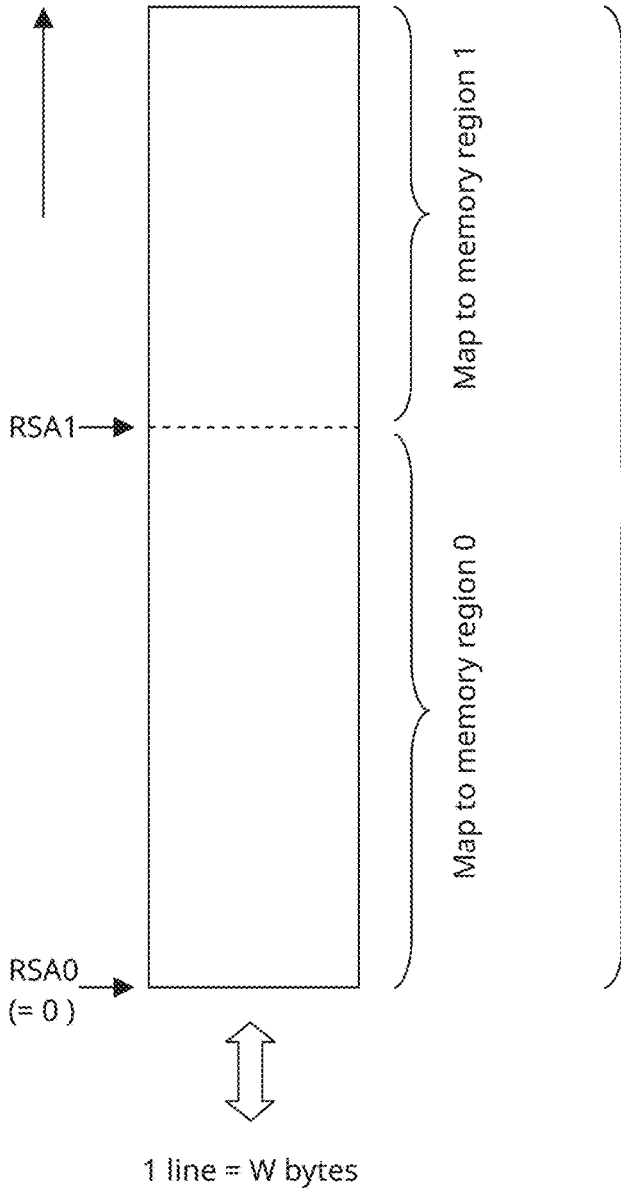 Map to memory region 1
RSA1
Map to memory region 0
RSA0
(= 0 )
1 line = W bytes